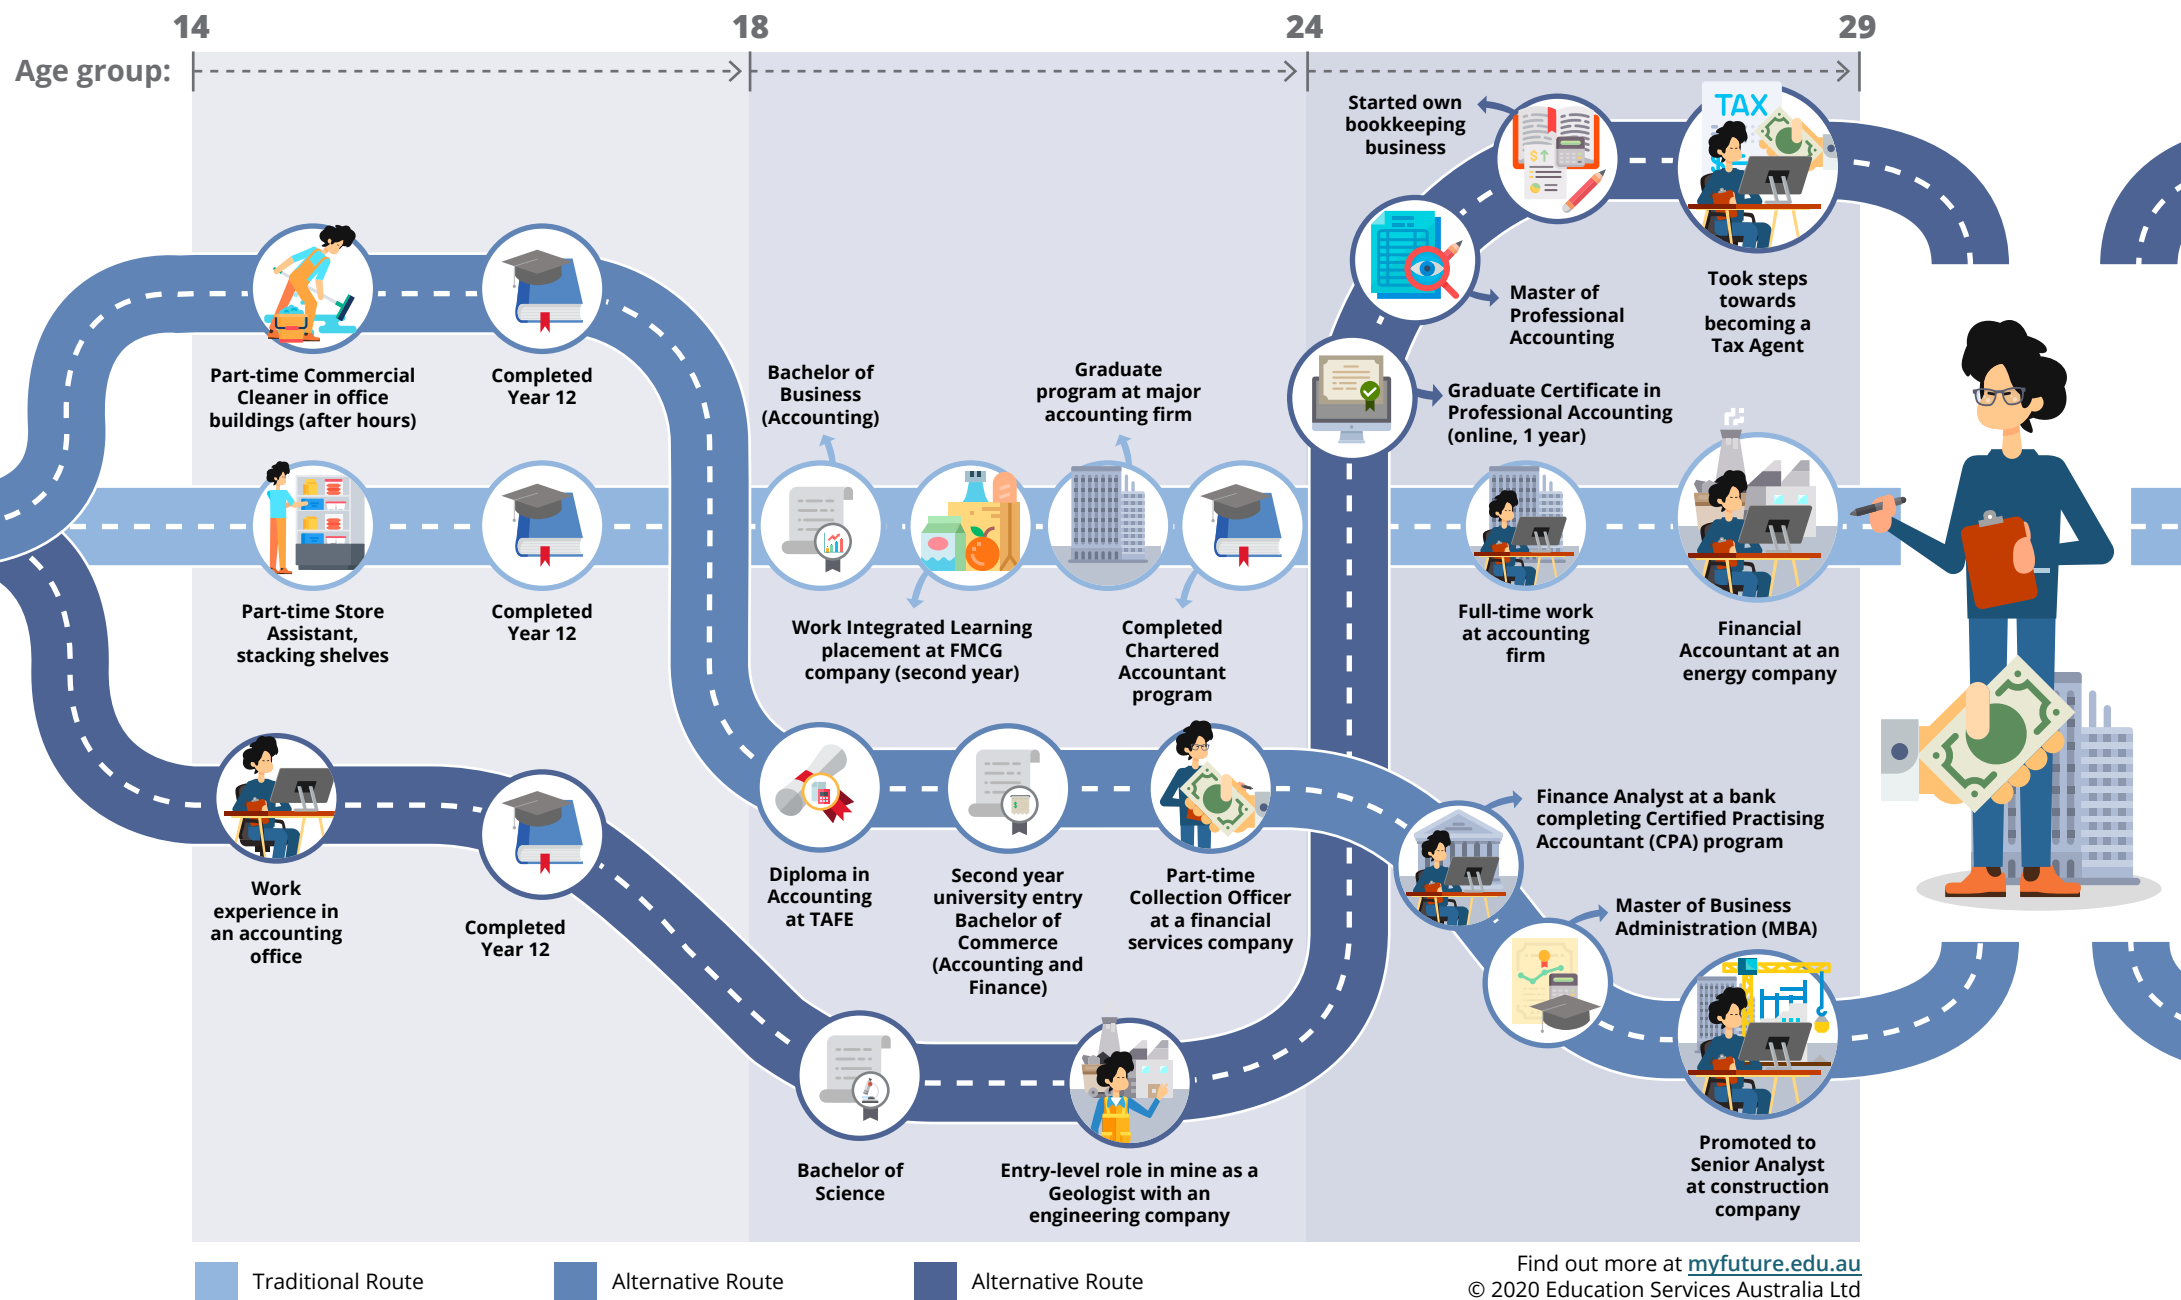 14
18
24
29
Age group:
Started own
bookkeeping
business
TAX
Took steps
towards
becoming a
Tax Agent
Master of
Professional
Accounting
Graduate Certificate in
Professional Accounting
(online, 1 year)
Part-time Commercial
Cleaner in office
buildings (after hours)
Completed
Year 12
Bachelor of
Business
(Accounting)
Graduate
program at major
accounting firm
Part-time Store
Assistant,
stacking shelves
Completed
Year 12
Work Integrated Learning
placement at FMCG
company (second year)
Completed
Chartered
Accountant
program
Full-time work
at accounting
firm
Financial
Accountant at an
energy company
Work
experience in
an accounting
office
Completed
Year 12
Diploma in
Accounting
at TAFE
Second year
university entry
Bachelor of
Commerce
(Accounting and
Finance)
Part-time
Collection Officer
at a financial
services company
Finance Analyst at a bank
completing Certified Practising
Accountant (CPA) program
Master of Business
Administration (MBA)
Bachelor of
Science
Entry-level role in mine as a
Geologist with an
engineering company
Promoted to
Senior Analyst
at construction
company
Traditional Route
Alternative Route
Alternative Route
Find out more at myfuture.edu.au
© 2020 Education Services Australia Ltd